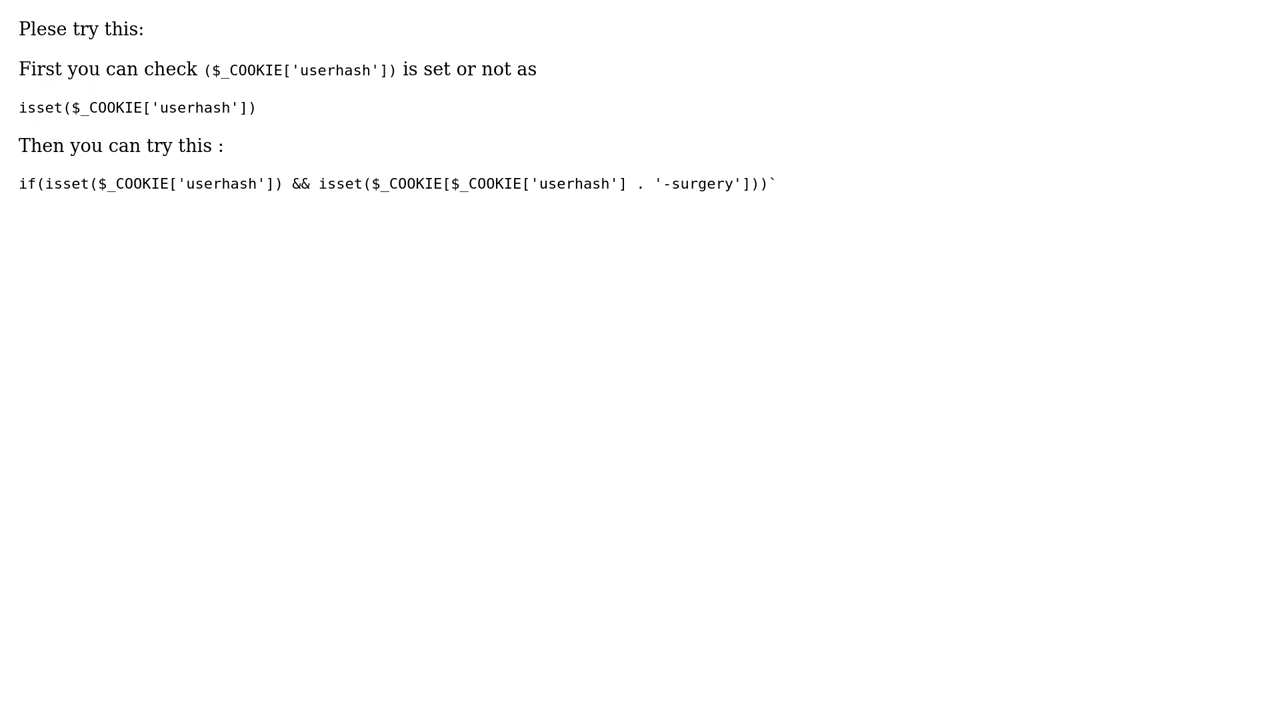 Plese try this:
First you can check ($_COOKIE['userhash']) is set or not as
isset($_COOKIE['userhash'])
Then you can try this :
if(isset($_COOKIE['userhash']) && isset($_COOKIE[$_COOKIE['userhash'] . '-surgery']))`